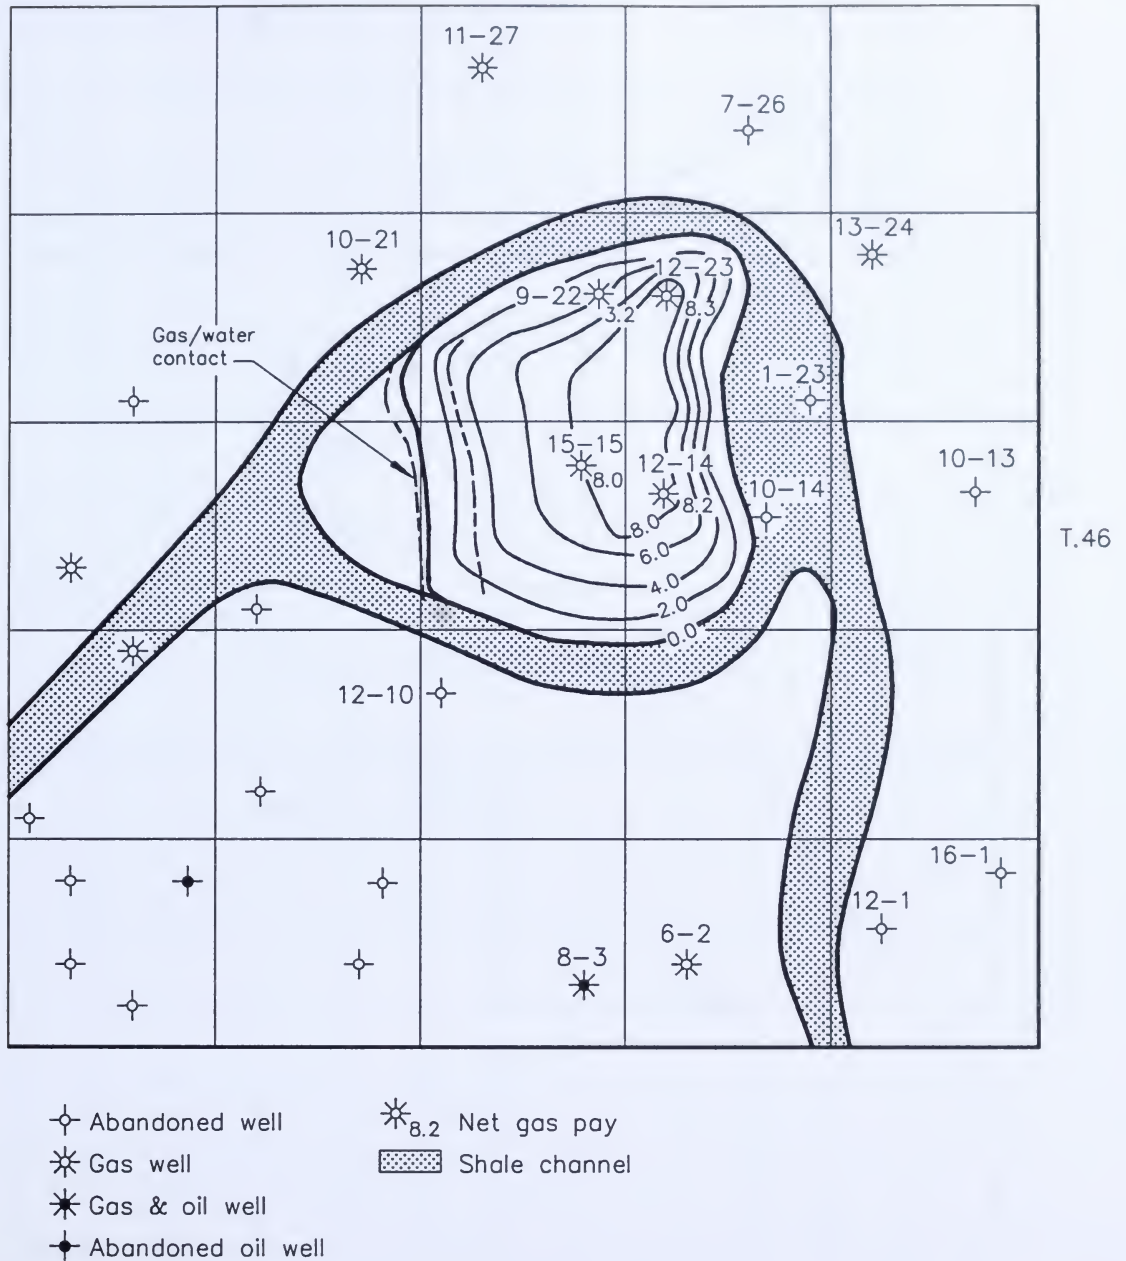 11-27
7-26
13-24
10-21
12-23
9-22
8.3
3.2
Gas/water
contact
1-23
15-15
12-14
10-13
8.0
10-14
8.2
8.0
6.0
T.46
4.0
2.0
0.0
12-10
16-1
12-1
6-2
8-3
Abandoned well
8.2 Net gas pay
Gas well
Shale channel
Gas & oil well
Abandoned oil well